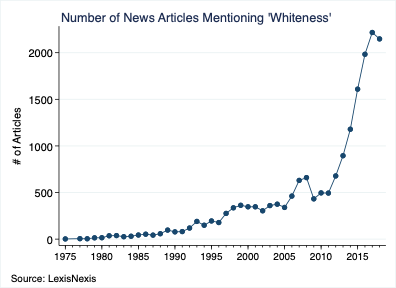 Number of News Articles Mentioning 'Whiteness'
# of Articles
2000
1500
1000
500
0
1975 1980 1985 1990 1995 2000 2005 2010 2015
Source: LexisNexis